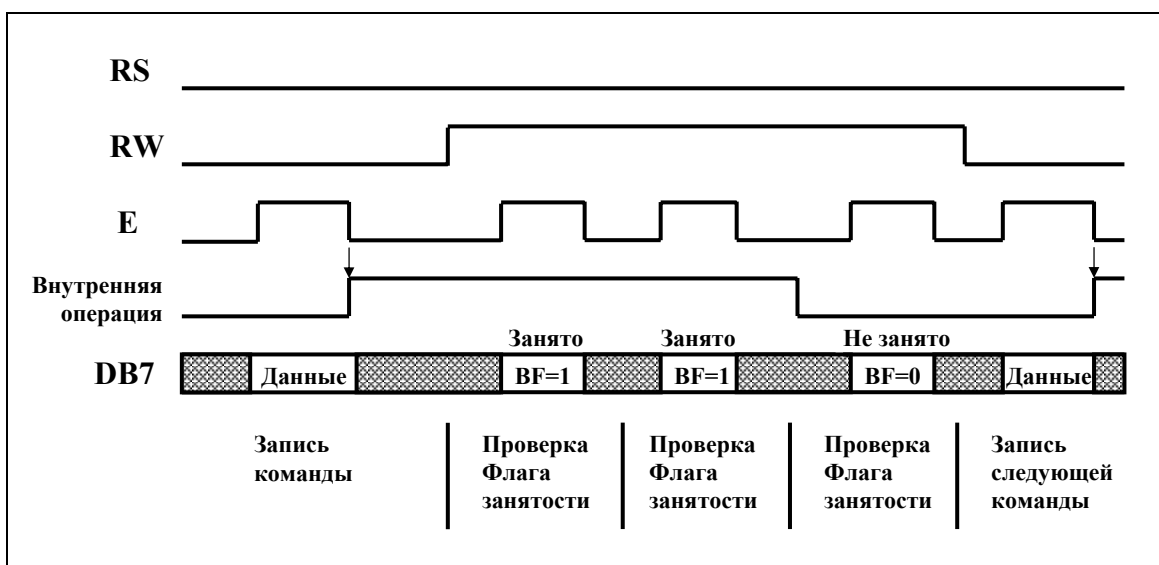 RS
RW
E
Внутренняя
операция
Занято Занято Не занято
DB7 Данные BF=1 BF=1 BF=0 Данные
Запись
команды
Проверка
Флага
занятости
Проверка
Флага
занятости
Проверка
Флага
занятости
Запись
следующей
команды